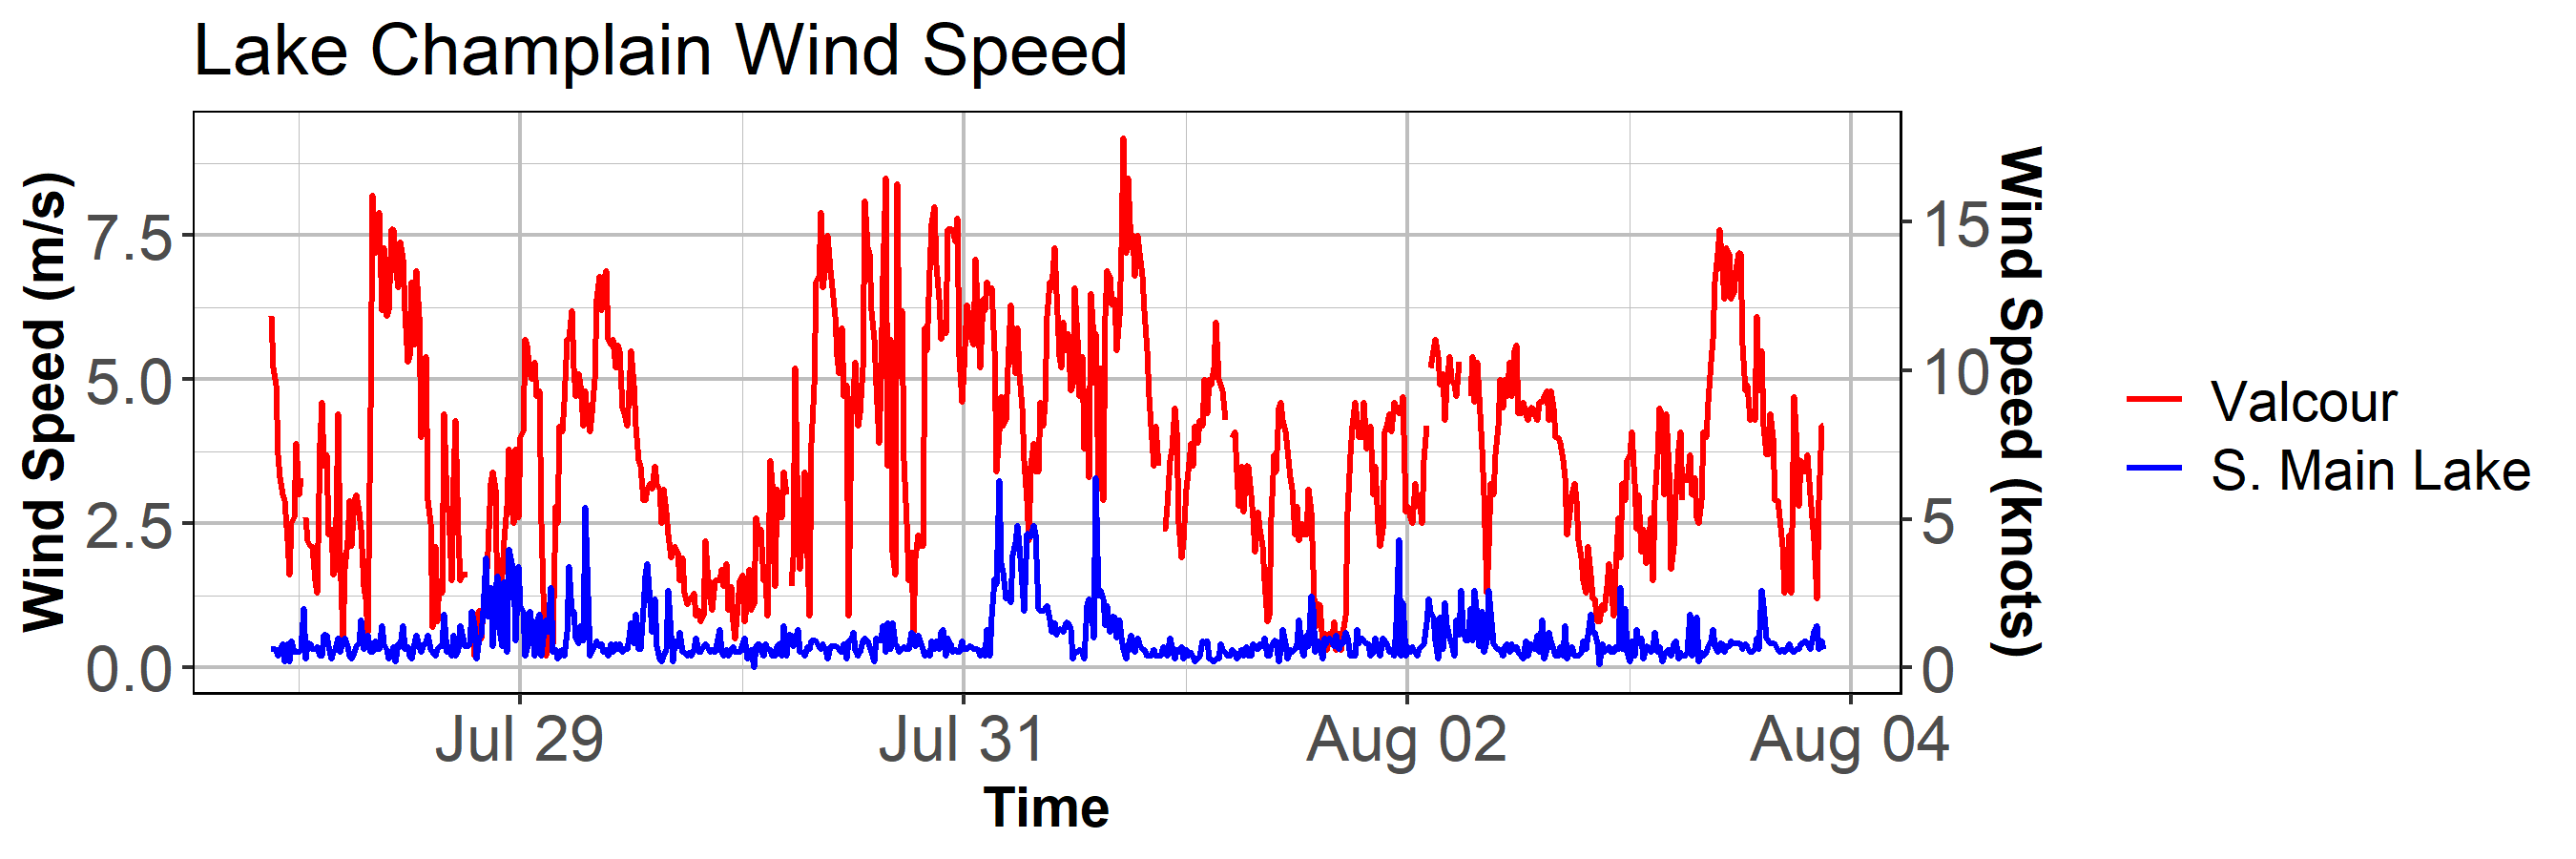 Lake Champlain Wind Speed
Wind Speed (m/s)
7.5
5.0
2.5
0.0
15
10
5
0
Wind Speed (knots)
Jul 29
Jul 31
Aug 02
Aug 04
Time
Valcour
S. Main Lake